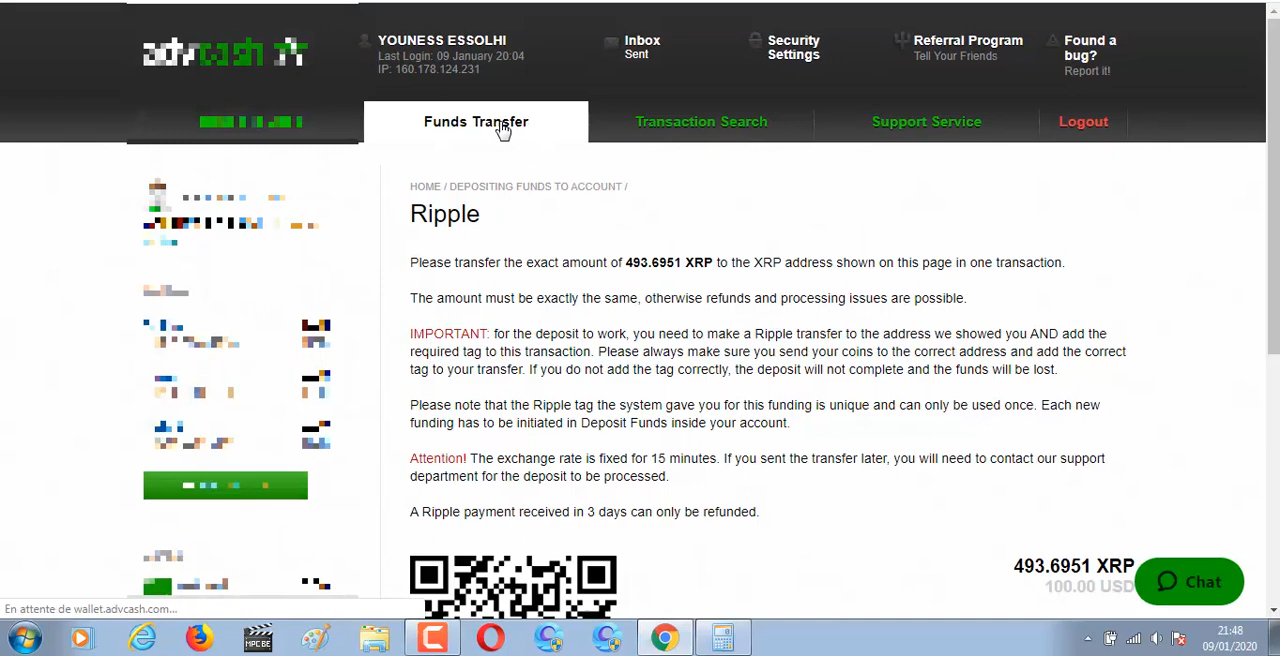 YOUNESS ESSOLHI
Last Login: 09 January 20:04
IP: 160.178.124.231
Inbox
Sent
Security
Settings
Referral Program
Tell Your Friends
Found a
bug?
Report it!
Funds Transfer
Transaction Search
Support Service
Logout
HOME / DEPOSITING FUNDS TO ACCOUNT /
Ripple
Please transfer the exact amount of 493.6951 XRP to the XRP address shown on this page in one transaction.
The amount must be exactly the same, otherwise refunds and processing issues are possible.
IMPORTANT: for the deposit to work, you need to make a Ripple transfer to the address we showed you AND add the
required tag to this transaction. Please always make sure you send your coins to the correct address and add the correct
tag to your transfer. If you do not add the tag correctly, the deposit will not complete and the funds will be lost.
Please note that the Ripple tag the system gave you for this funding is unique and can only be used once. Each new
funding has to be initiated in Deposit Funds inside your account.
Attention! The exchange rate is fixed for 15 minutes. If you sent the transfer later, you will need to contact our support
department for the deposit to be processed.
A Ripple payment received in 3 days can only be refunded.
493.6951 XRP
100.00 USD
Chat
En attente de wallet.advcash.com...
MPC BE
21:48
09/01/2020